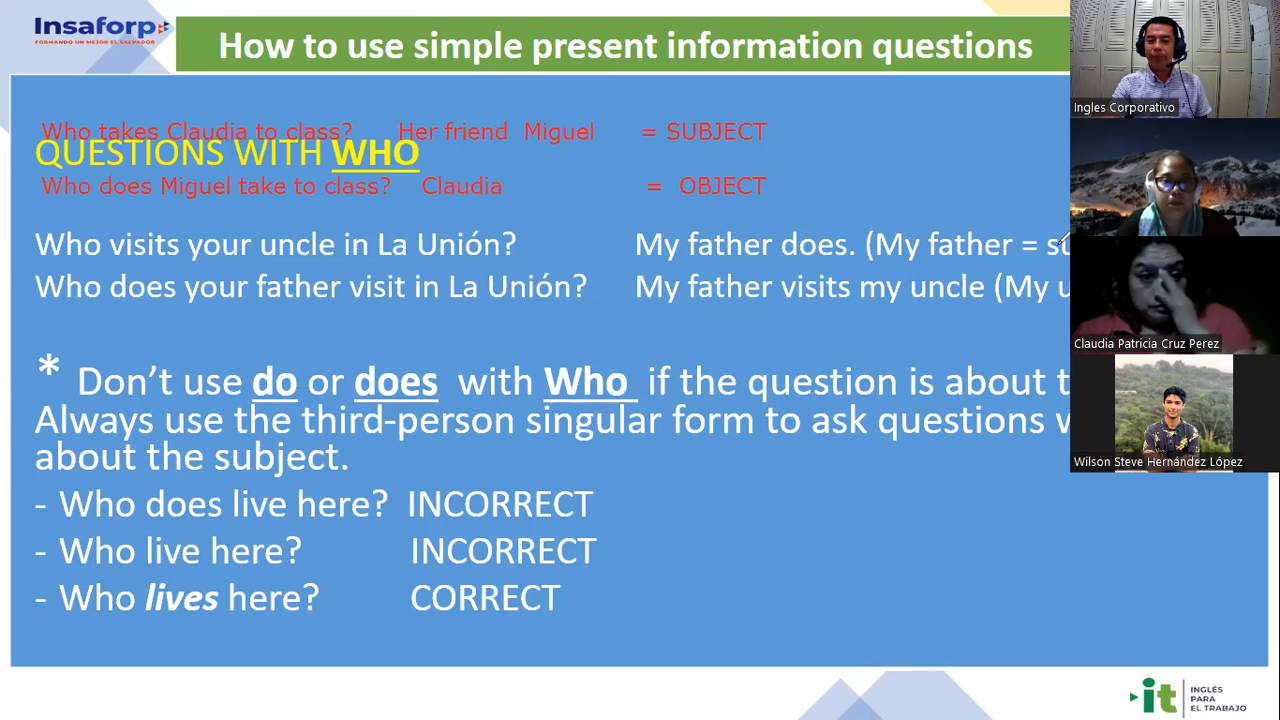 Insaforp
FORMANDO UN MEJOR EL SALVADOR
How to use simple present information questions
Ingles Corporativo
Who takes Claudia to class? Her friend Miguel = SUBJECT
QUESTIONS WITH WHO
Who does Miguel take to class? Claudia = OBJECT
Who visits your uncle in La Unión? My father does. (My father = su
Who does your father visit in La Unión? My father visits my uncle (My u
Claudia Patricia Cruz Perez
* Don't use do or does with Who if the question is about t
Always use the third-person singular form to ask questions w
about the subject.
Wilson Steve Hernández López
- Who does live here? INCORRECT
- Who live here? INCORRECT
- Who lives here? CORRECT
it INGLÉS
PARA
EL TRABAJO